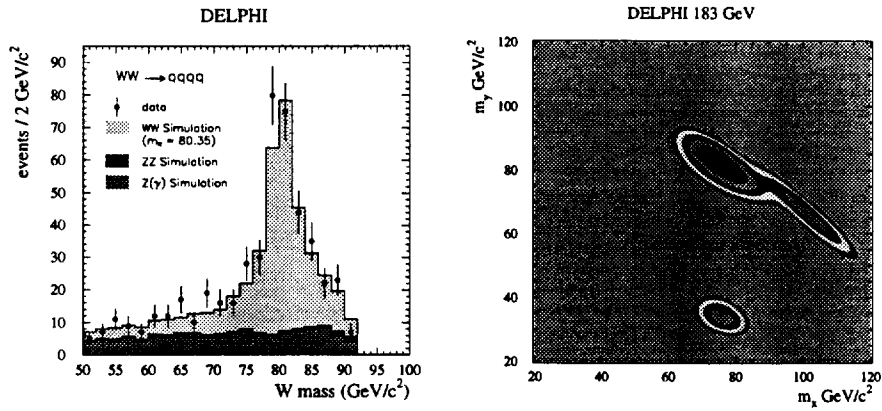 DELPHI
events / 2 GeV/c²
90
80
70
60
50
40
30
20
10
0
WW → qqqq
data
WW Simulation
(m_w = 80.35)
ZZ Simulation
Z(γ) Simulation
50 55 60 65 70 75 80 85 90 95 100
W mass (GeV/c²)
DELPHI 183 GeV
m_y GeV/c²
120
100
80
60
40
20
20 40 60 80 100 120
m_x GeV/c²